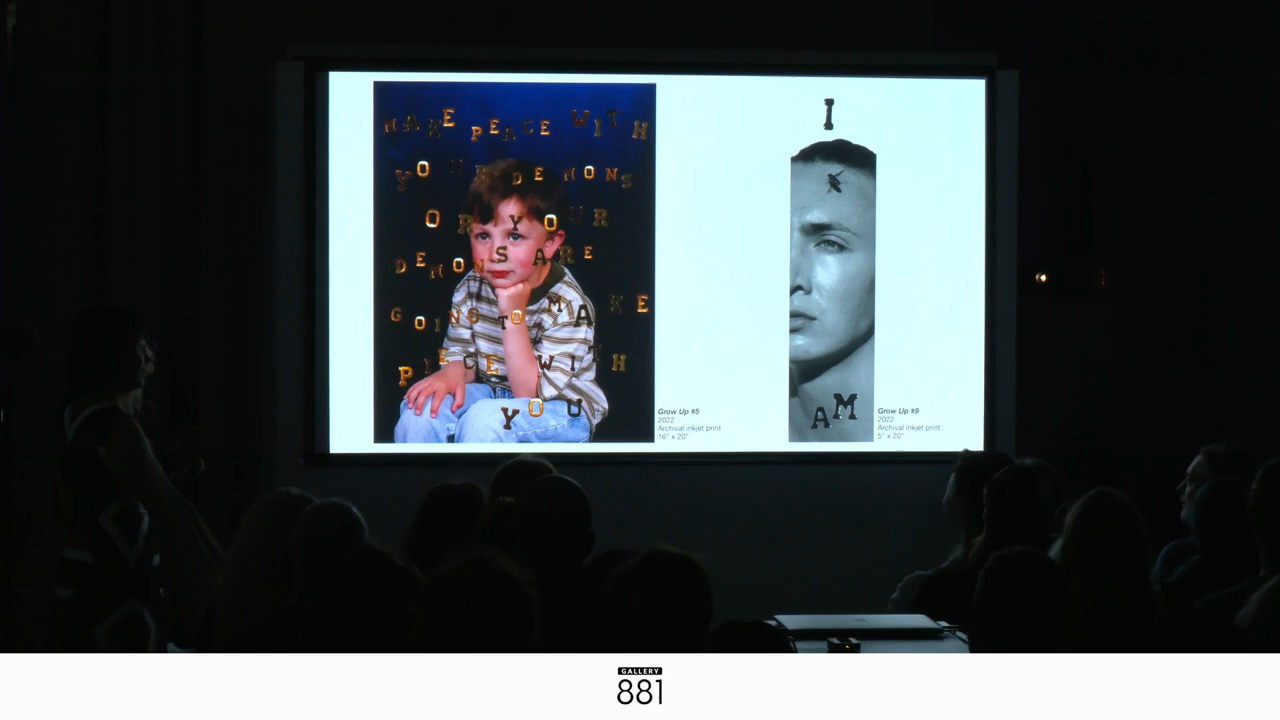 MAKE PEACE WITH
YOUR DEMONS
OR YOUR
DEMONS ARE
GOING TO MAKE
PIECE WITH
YOU
Grow Up #5
2022
Archival inkjet print
16" x 20"
I
AM
Grow Up #9
2022
Archival inkjet print
5" x 20"
GALLERY
881